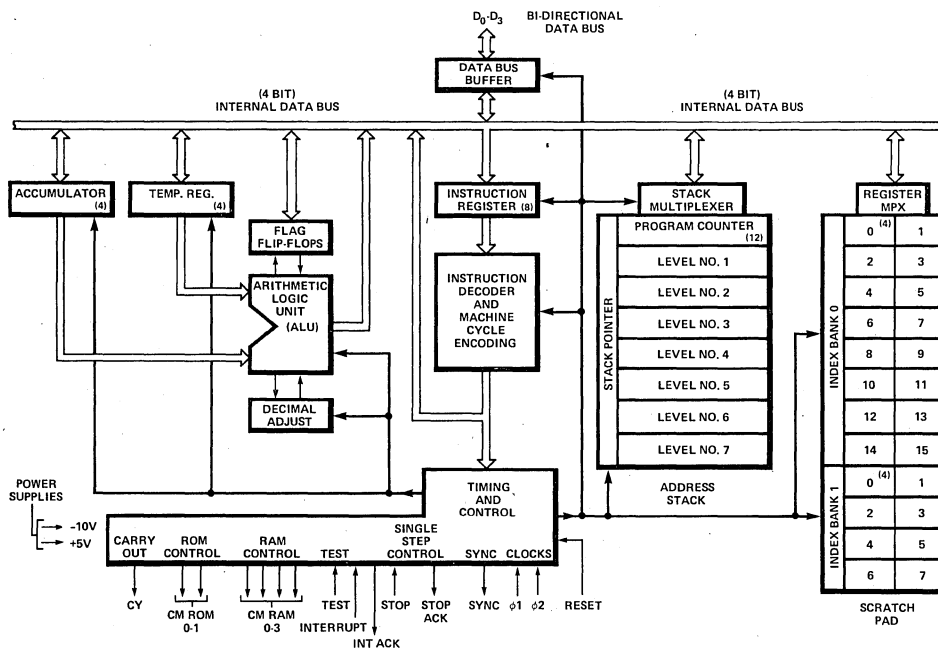 D0-D3
BI-DIRECTIONAL
DATA BUS
DATA BUS
BUFFER
(4 BIT)
INTERNAL DATA BUS
(4 BIT)
INTERNAL DATA BUS
ACCUMULATOR
(4)
TEMP. REG.
(4)
FLAG
FLIP-FLOPS
ARITHMETIC
LOGIC
UNIT
(ALU)
DECIMAL
ADJUST
INSTRUCTION
REGISTER (8)
INSTRUCTION
DECODER
AND
MACHINE
CYCLE
ENCODING
STACK
MULTIPLEXER
PROGRAM COUNTER
(12)
LEVEL NO. 1
LEVEL NO. 2
LEVEL NO. 3
LEVEL NO. 4
LEVEL NO. 5
LEVEL NO. 6
LEVEL NO. 7
STACK POINTER
ADDRESS
STACK
REGISTER
MPX
INDEX BANK 0
0 (4) 1
2 3
4 5
6 7
8 9
10 11
12 13
14 15
INDEX BANK 1
0 (4) 1
2 3
4 5
6 7
SCRATCH
PAD
POWER
SUPPLIES
-10V
+5V
TIMING
AND
CONTROL
CARRY
OUT
ROM
CONTROL
RAM
CONTROL
TEST
SINGLE
STEP
CONTROL
SYNC
CLOCKS
CY
CM ROM
0-1
CM RAM
0-3
TEST
INTERRUPT
INT ACK
STOP
STOP
ACK
SYNC
ϕ1
ϕ2
RESET